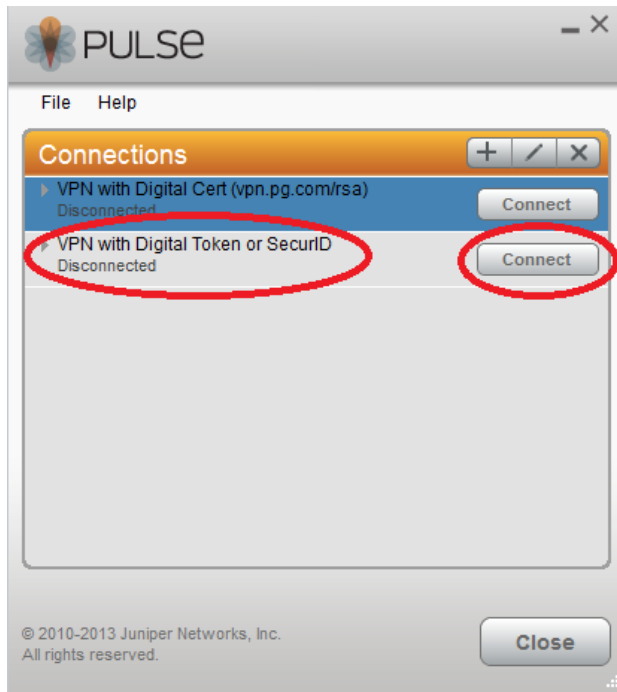 PULSE
File Help
Connections
VPN with Digital Cert (vpn.pg.com/rsa)
Disconnected
Connect
VPN with Digital Token or SecurID
Disconnected
Connect
© 2010-2013 Juniper Networks, Inc.
All rights reserved.
Close